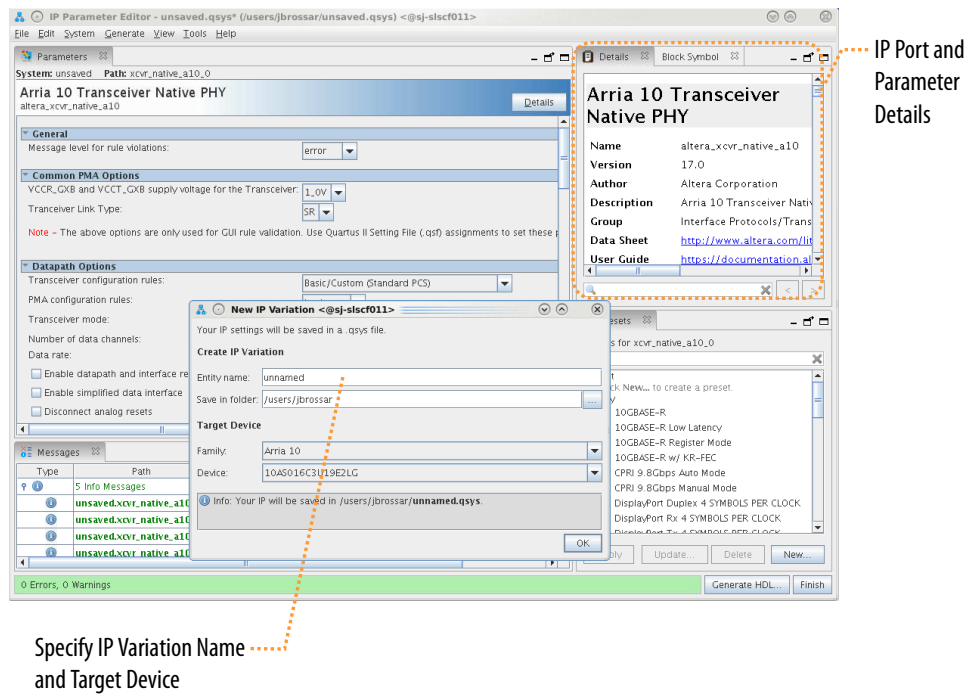 IP Parameter Editor - unsaved.qsys* (/users/jbrossar/unsaved.qsys) <@sj-slscf011>
File Edit System Generate View Tools Help
Parameters
System: unsaved Path: xcvr_native_a10_0
Arria 10 Transceiver Native PHY
altera_xcvr_native_a10
Details
General
Message level for rule violations: error
Common PMA Options
VCCR_GXB and VCCT_GXB supply voltage for the Transceiver: 1_0V
Tranceiver Link Type: SR
Note - The above options are only used for GUI rule validation. Use Quartus II Setting File (.qsf) assignments to set these
Datapath Options
Transceiver configuration rules: Basic/Custom (Standard PCS)
PMA configuration rules:
Transceiver mode:
Number of data channels:
Data rate:
Enable datapath and interface re
Enable simplified data interface
Disconnect analog resets
Messages
Type Path
5 Info Messages
unsaved.xcvr_native_a10
unsaved.xcvr_native_a10
unsaved.xcvr_native_a10
unsaved.xcvr_native_a10
0 Errors, 0 Warnings
Details Block Symbol
Arria 10 Transceiver
Native PHY
Name altera_xcvr_native_a10
Version 17.0
Author Altera Corporation
Description Arria 10 Transceiver Nativ
Group Interface Protocols/Trans
Data Sheet http://www.altera.com/lit
User Guide https://documentation.al
< >
esets
s for xcvr_native_a10_0
ck New... to create a preset.
10GBASE-R
10GBASE-R Low Latency
10GBASE-R Register Mode
10GBASE-R w/ KR-FEC
CPRI 9.8Gbps Auto Mode
CPRI 9.8Gbps Manual Mode
DisplayPort Duplex 4 SYMBOLS PER CLOCK
DisplayPort Rx 4 SYMBOLS PER CLOCK
DisplayPort Tx 4 SYMBOLS PER CLOCK
Update... Delete New...
Generate HDL... Finish
New IP Variation <@sj-slscf011>
Your IP settings will be saved in a .qsys file.
Create IP Variation
Entity name: unnamed
Save in folder: /users/jbrossar ...
Target Device
Family: Arria 10
Device: 10AS016C3U19E2LG
Info: Your IP will be saved in /users/jbrossar/unnamed.qsys.
OK
IP Port and
Parameter
Details
Specify IP Variation Name
and Target Device